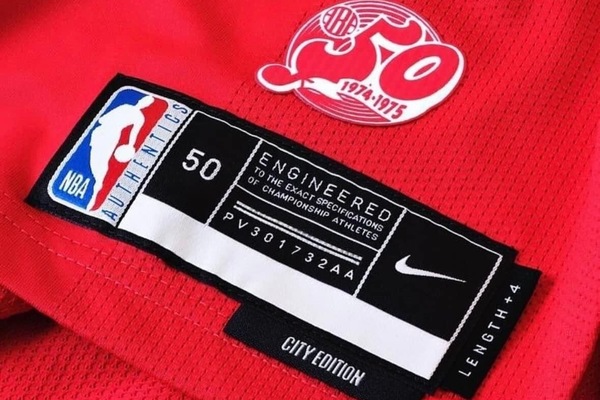 50
1974-1975
NBA
AUTHENTICS
50
ENGINEERED
TO THE EXACT SPECIFICATIONS
OF CHAMPIONSHIP ATHLETES
PV301732AA
LENGTH +4
CITY EDITION